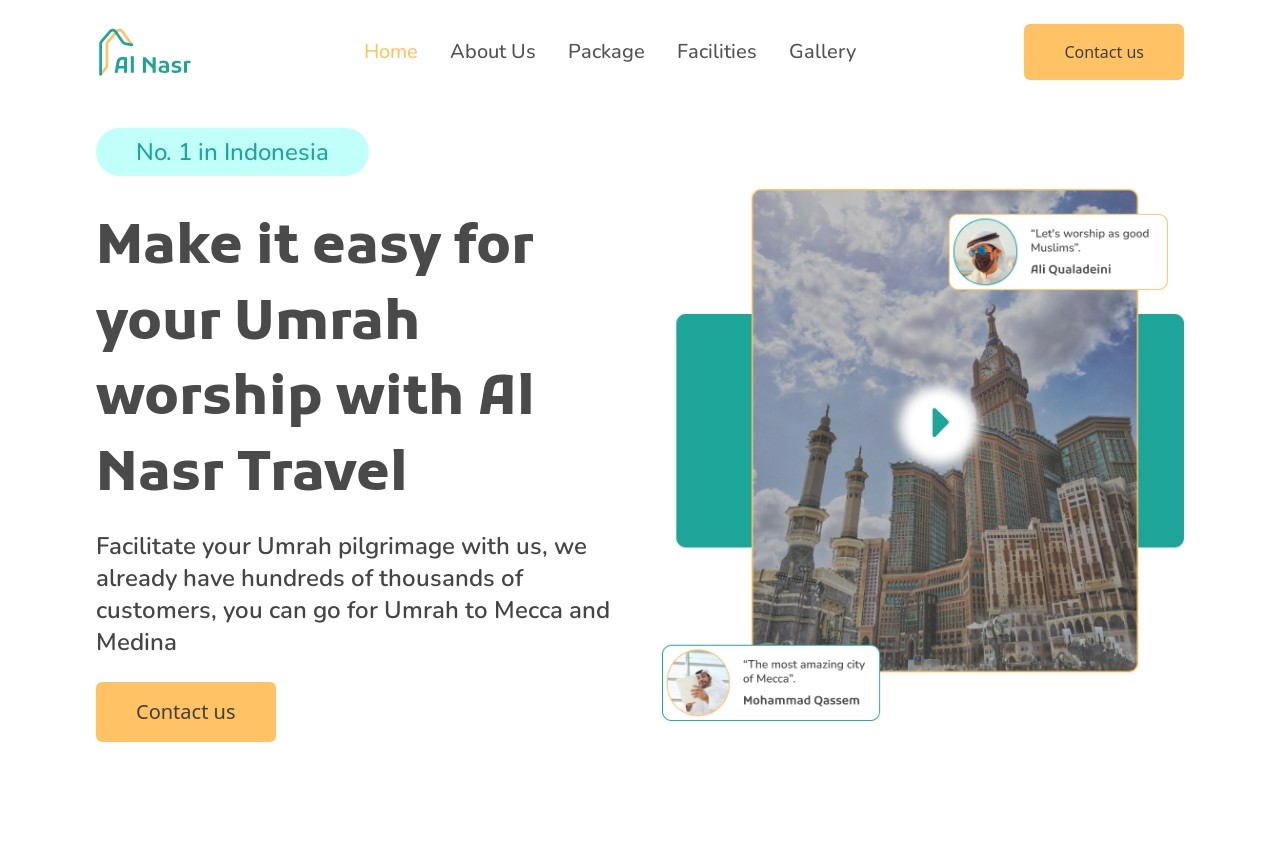 Al Nasr
Home
About Us
Package
Facilities
Gallery
Contact us
No. 1 in Indonesia
Make it easy for
your Umrah
worship with Al
Nasr Travel
Facilitate your Umrah pilgrimage with us, we
already have hundreds of thousands of
customers, you can go for Umrah to Mecca and
Medina
Contact us
“Let's worship as good
Muslims”.
Ali Qualadeini
“The most amazing city
of Mecca”.
Mohammad Qassem